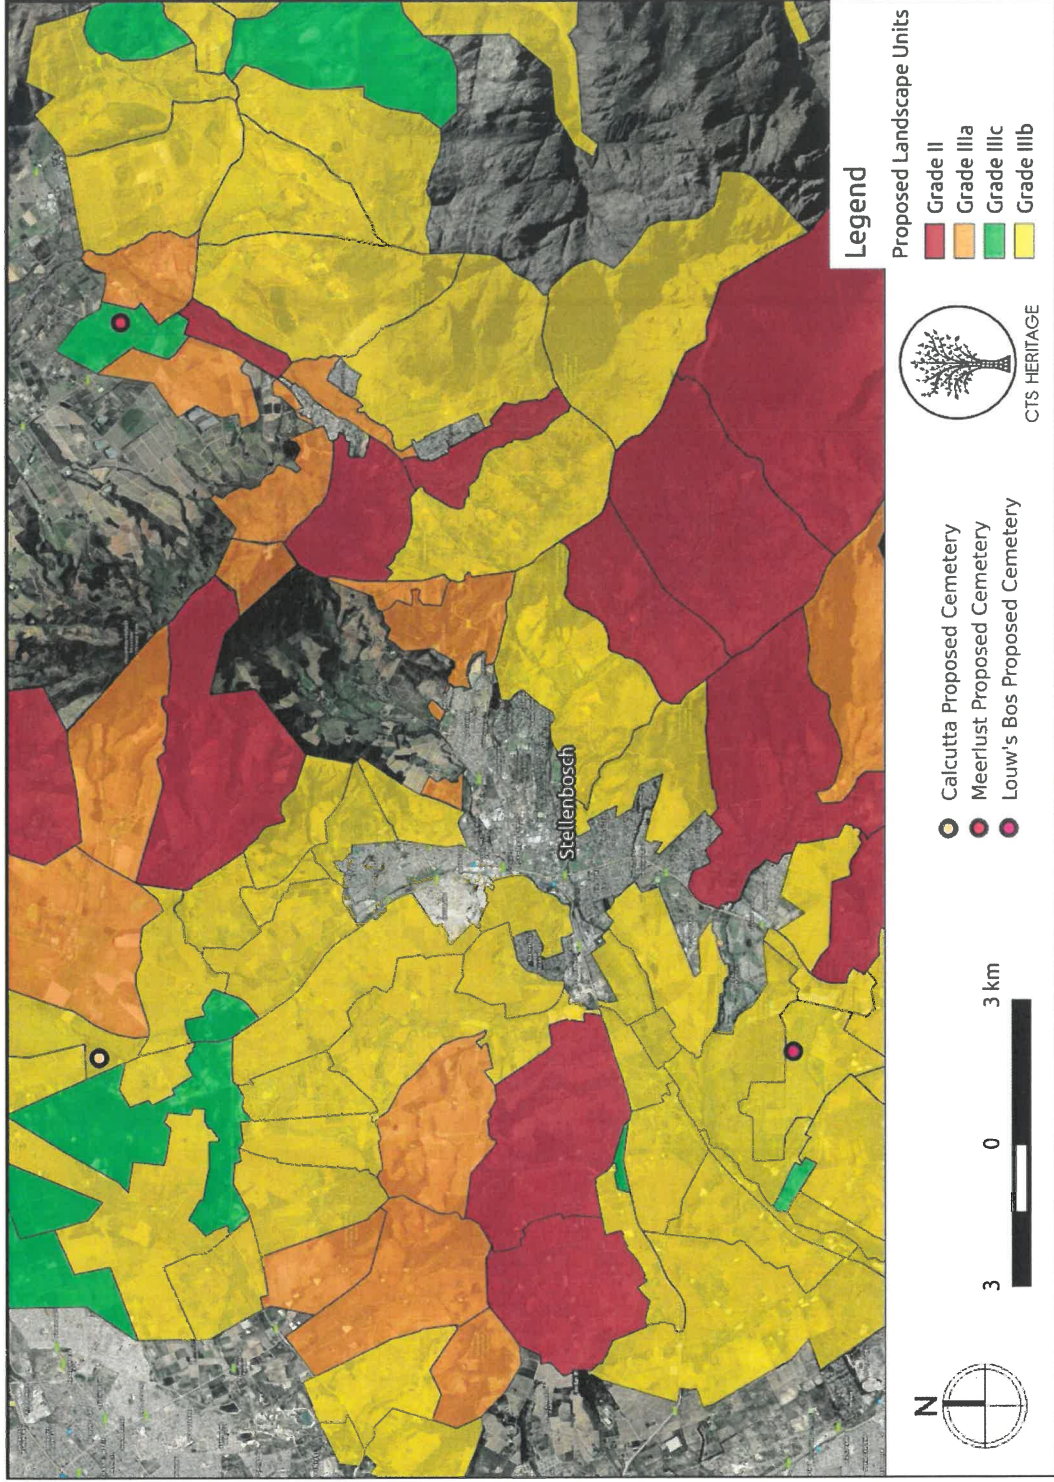 Stellenbosch
Legend
Proposed Landscape Units
Grade II
Grade IIIa
Grade IIIc
Grade IIIb
CTS HERITAGE
Calcutta Proposed Cemetery
Meerlust Proposed Cemetery
Louw's Bos Proposed Cemetery
3 0 3 km
N